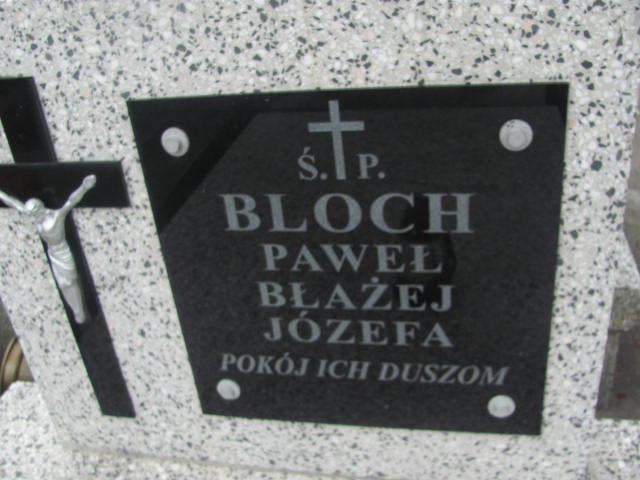 Ś. P.
BLOCH
PAWEŁ
BŁAŻEJ
JÓZEFA
POKÓJ ICH DUSZOM